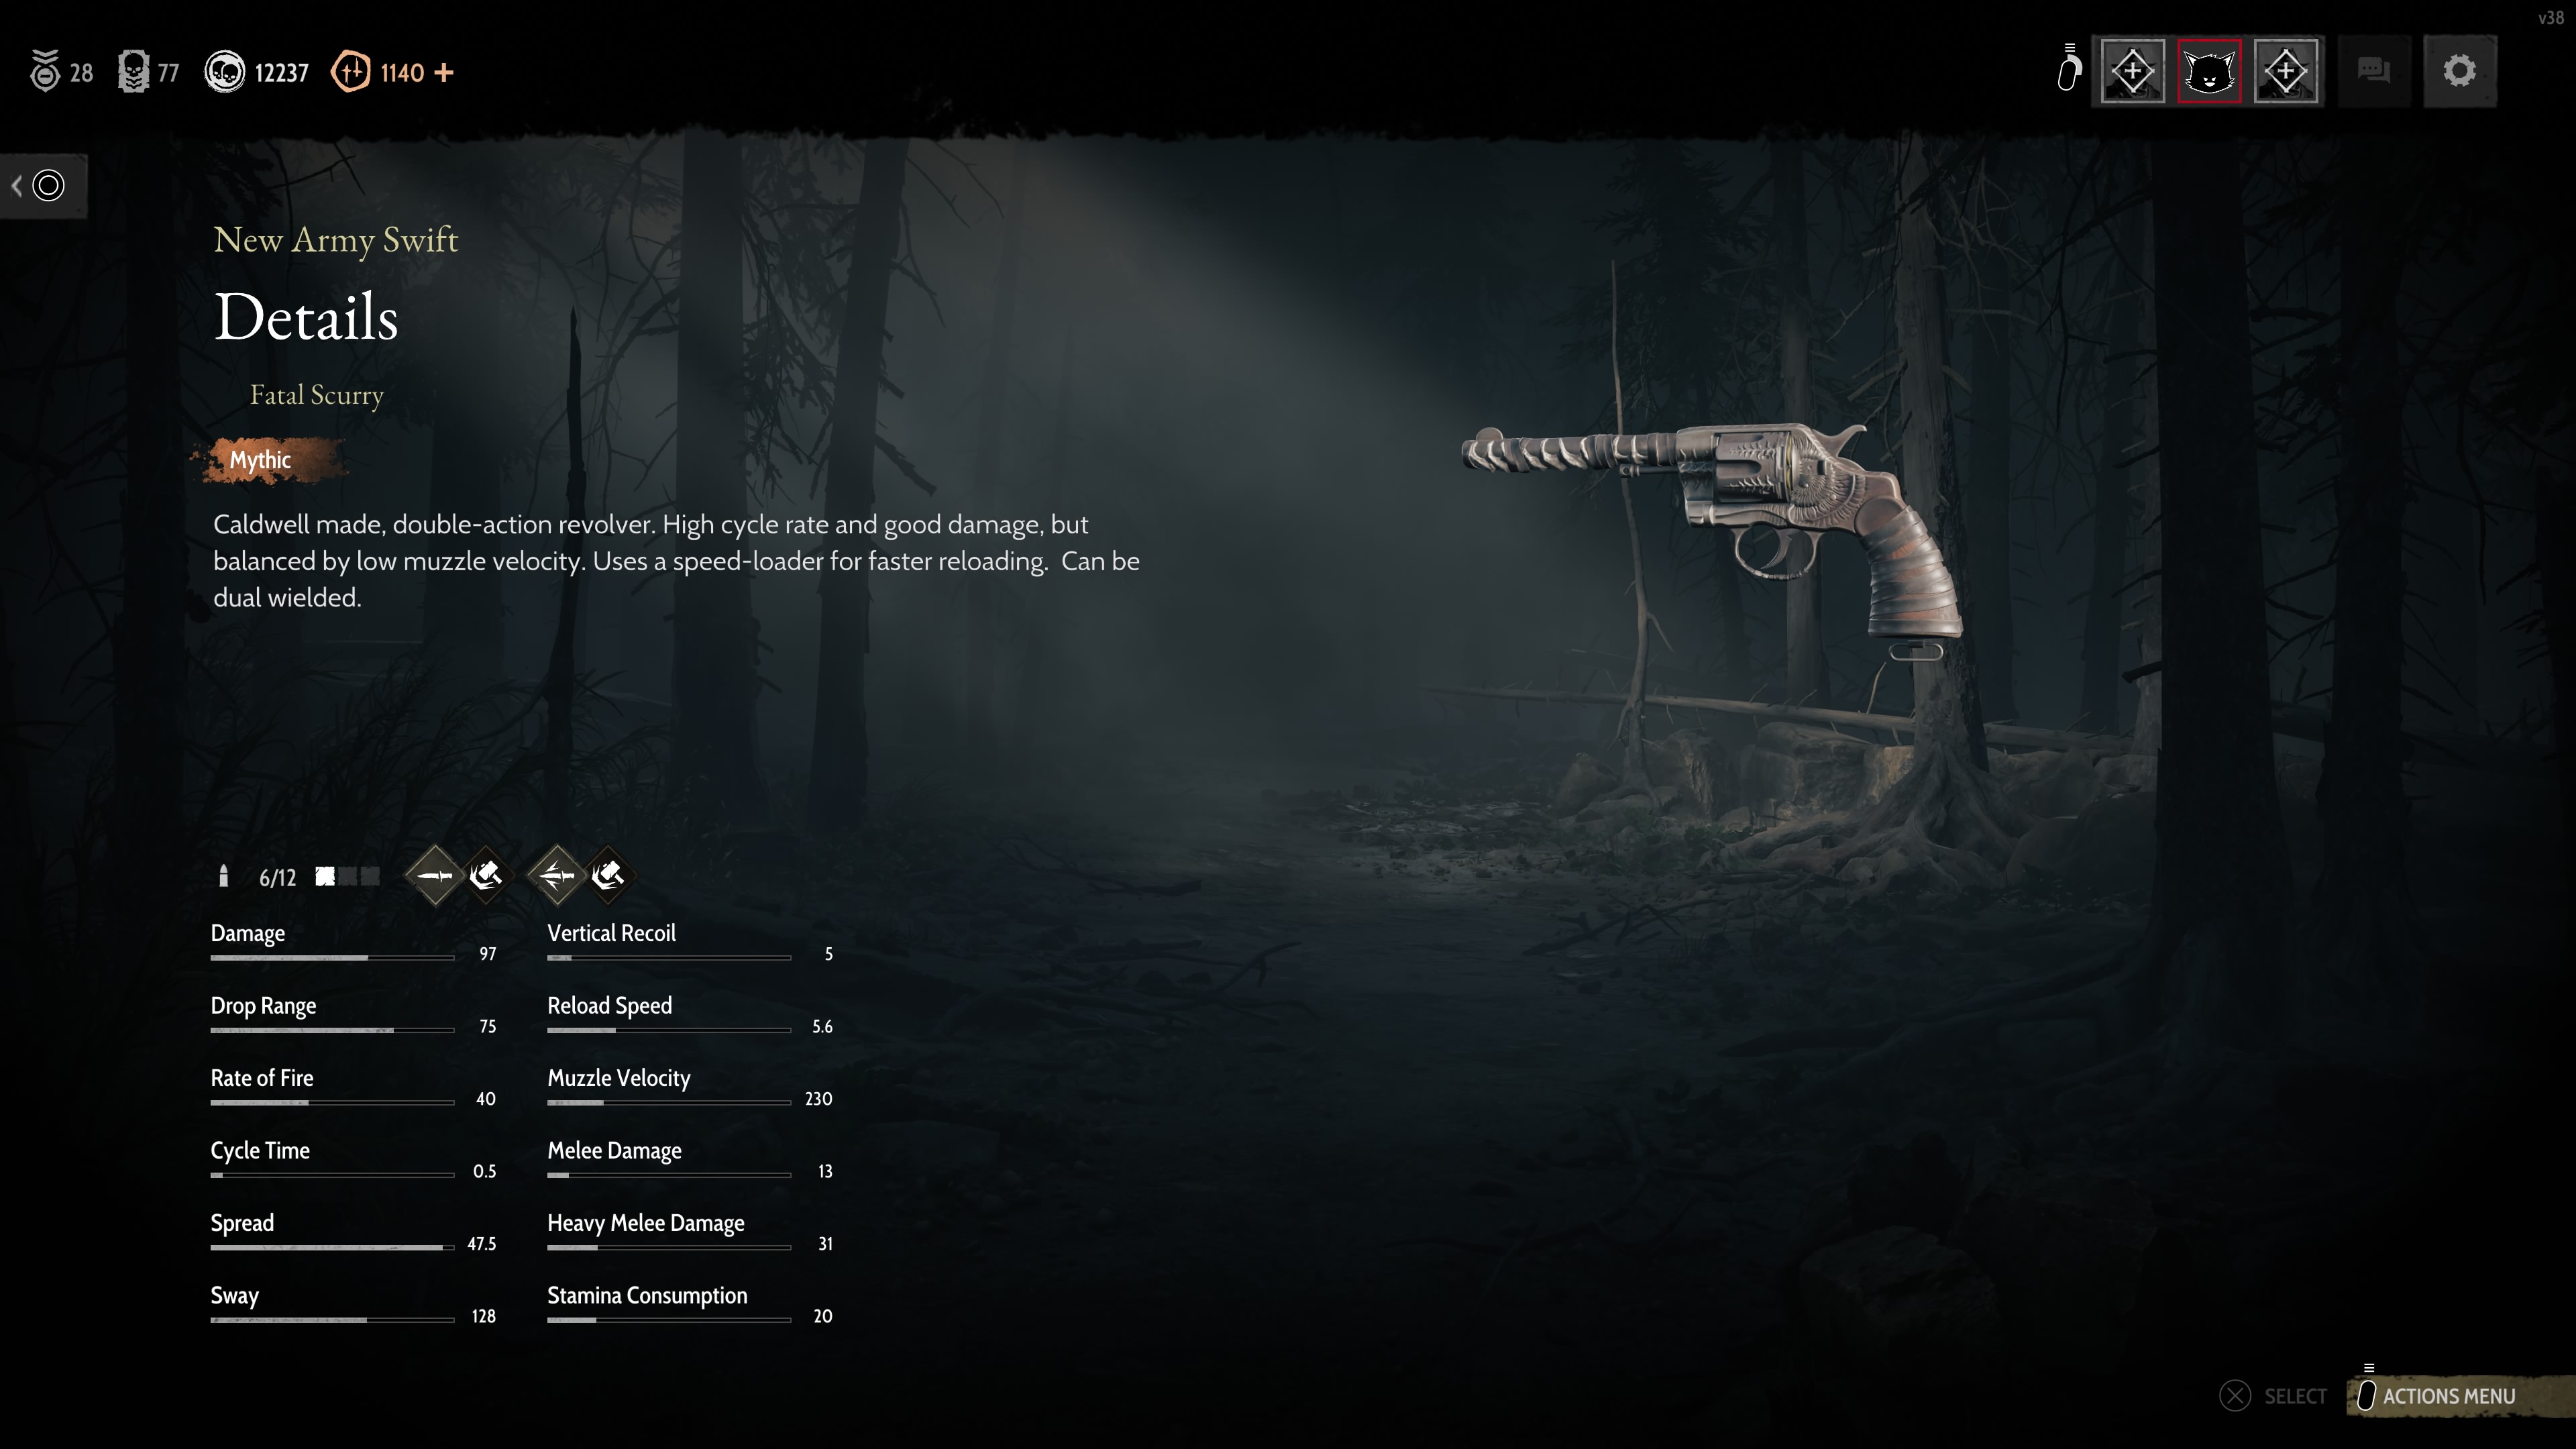 v38
28
77
12237
1140 +
New Army Swift
Details
Fatal Scurry
Mythic
Caldwell made, double-action revolver. High cycle rate and good damage, but
balanced by low muzzle velocity. Uses a speed-loader for faster reloading.  Can be
dual wielded.
6/12
Damage
97
Vertical Recoil
5
Drop Range
75
Reload Speed
5.6
Rate of Fire
40
Muzzle Velocity
230
Cycle Time
0.5
Melee Damage
13
Spread
47.5
Heavy Melee Damage
31
Sway
128
Stamina Consumption
20
SELECT
ACTIONS MENU